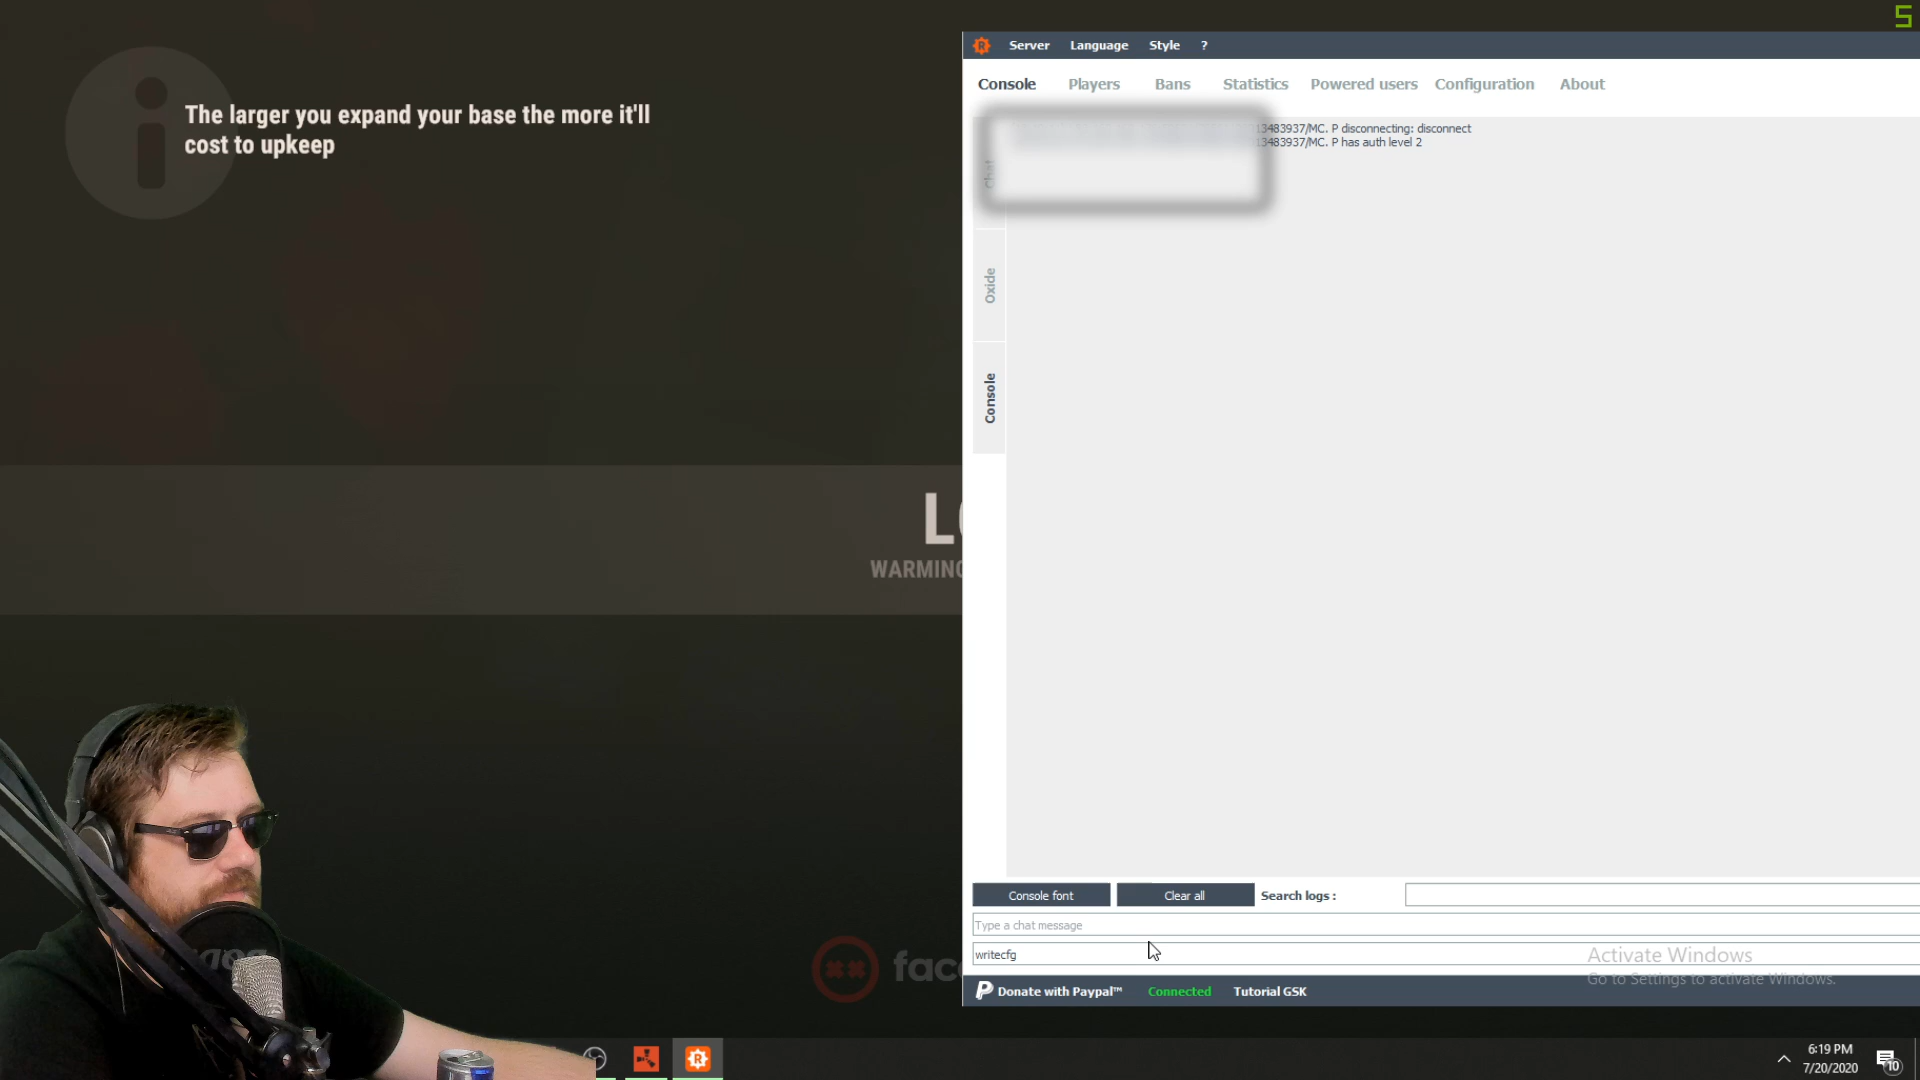 5
Server Language Style ?
Console Players Bans Statistics Powered users Configuration About
The larger you expand your base the more it'll
cost to upkeep
13483937/MC. P disconnecting: disconnect
13483937/MC. P has auth level 2
Chat
Oxide
Console
L
WARMING
Console font Clear all Search logs :
Type a chat message
writecfg
Activate Windows
Go to Settings to activate Windows.
face
Donate with Paypal™ Connected Tutorial GSK
6:19 PM
7/20/2020
10